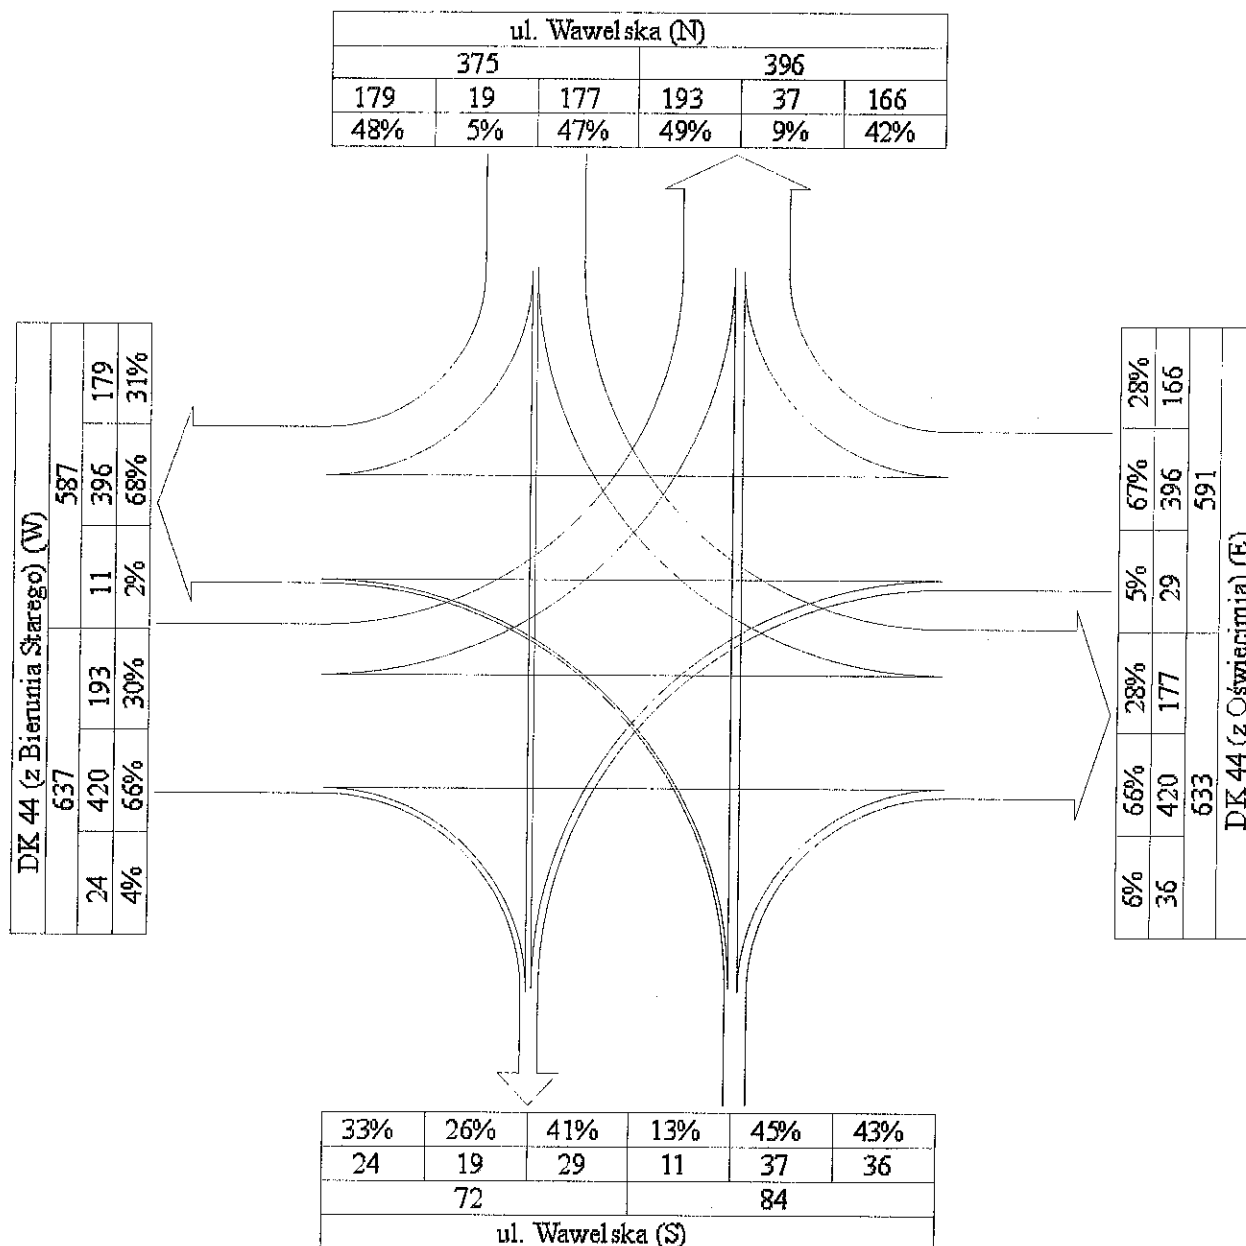 ul. Wawelska (N)
375 396
179 19 177 193 37 166
48% 5% 47% 49% 9% 42%
DK 44 (z Bierunia Starego) (W)
637 587
24 420 193 11 396 179
4% 66% 30% 2% 68% 31%
6% 66% 28% 5% 67% 28%
36 420 177 29 396 166
633 591
DK 44 (z Oświęcimia) (E)
33% 26% 41% 13% 45% 43%
24 19 29 11 37 36
72 84
ul. Wawelska (S)